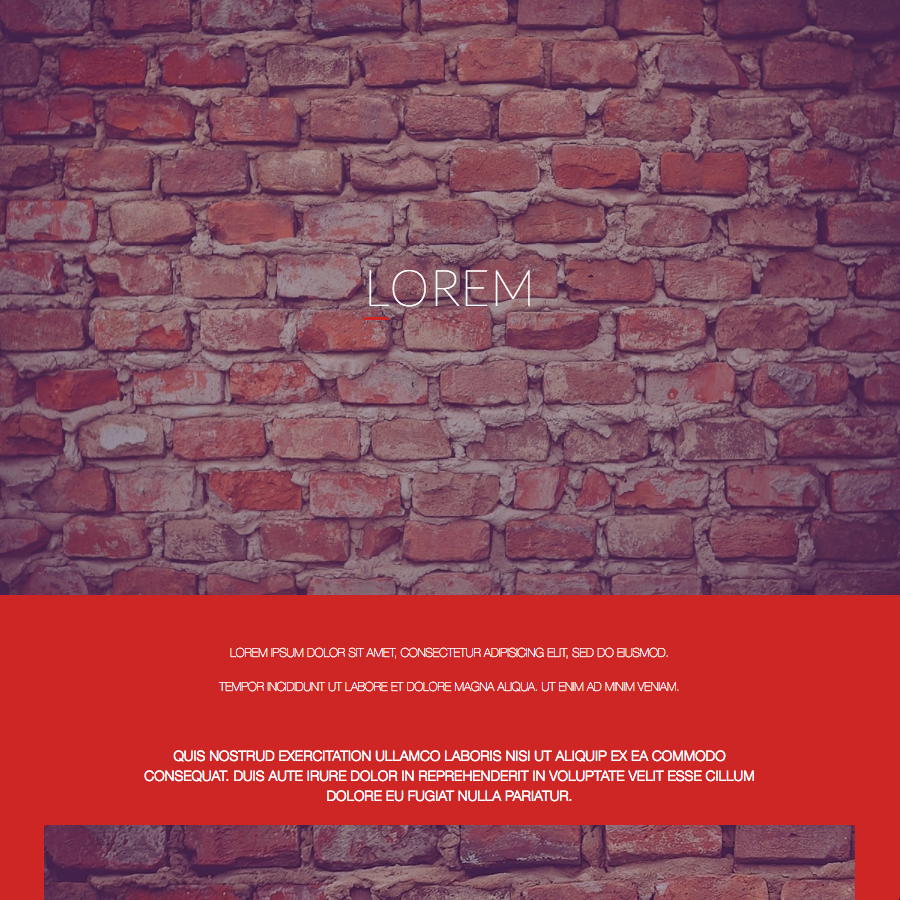 LOREM
LOREM IPSUM DOLOR SIT AMET, CONSECTETUR ADIPISICING ELIT, SED DO EIUSMOD.
TEMPOR INCIDIDUNT UT LABORE ET DOLORE MAGNA ALIQUA. UT ENIM AD MINIM VENIAM.
QUIS NOSTRUD EXERCITATION ULLAMCO LABORIS NISI UT ALIQUIP EX EA COMMODO
CONSEQUAT. DUIS AUTE IRURE DOLOR IN REPREHENDERIT IN VOLUPTATE VELIT ESSE CILLUM
DOLORE EU FUGIAT NULLA PARIATUR.